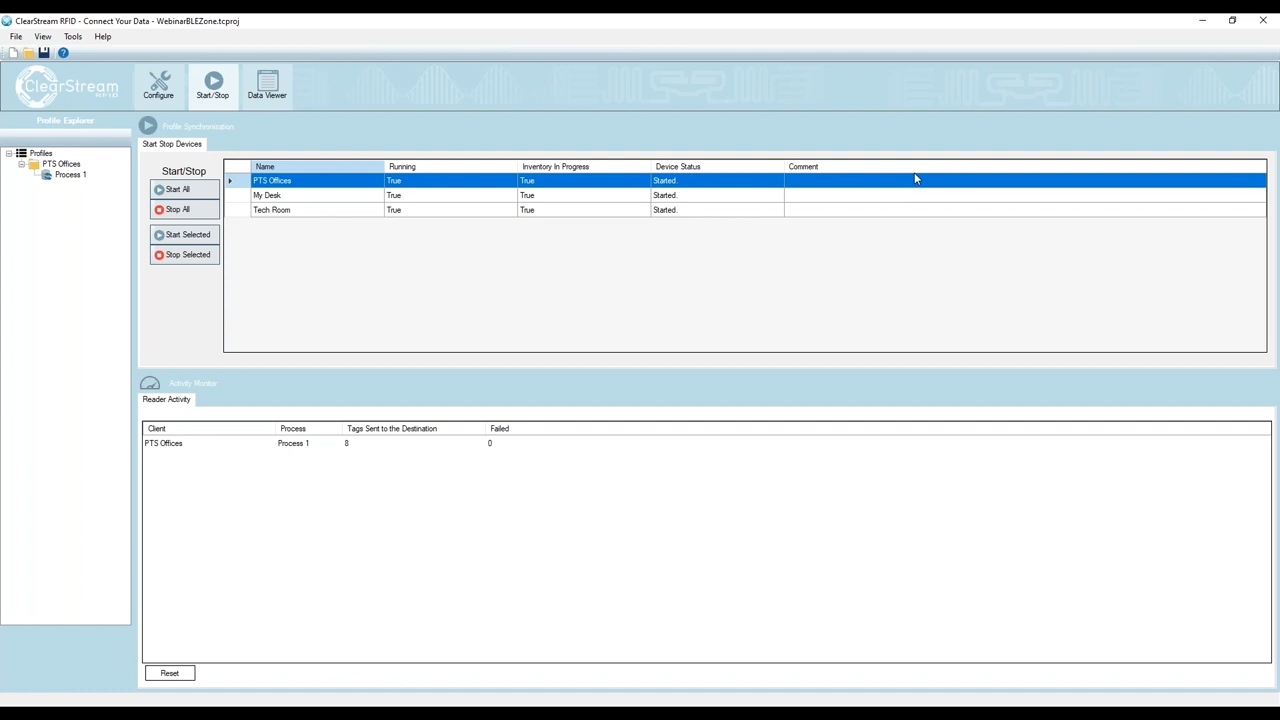 ClearStream RFID - Connect Your Data - WebinarBLEZone.tcproj
File View Tools Help
ClearStream RFID
Configure Start/Stop Data Viewer
Profile Explorer
Profiles
PTS Offices
Process 1
Profile Synchronisation
Start Stop Devices
Start/Stop
Start All
Stop All
Start Selected
Stop Selected
Name Running Inventory In Progress Device Status Comment
PTS Offices True True Started.
My Desk True True Started.
Tech Room True True Started.
Activity Monitor
Reader Activity
Client Process Tags Sent to the Destination Failed
PTS Offices Process 1 8 0
Reset